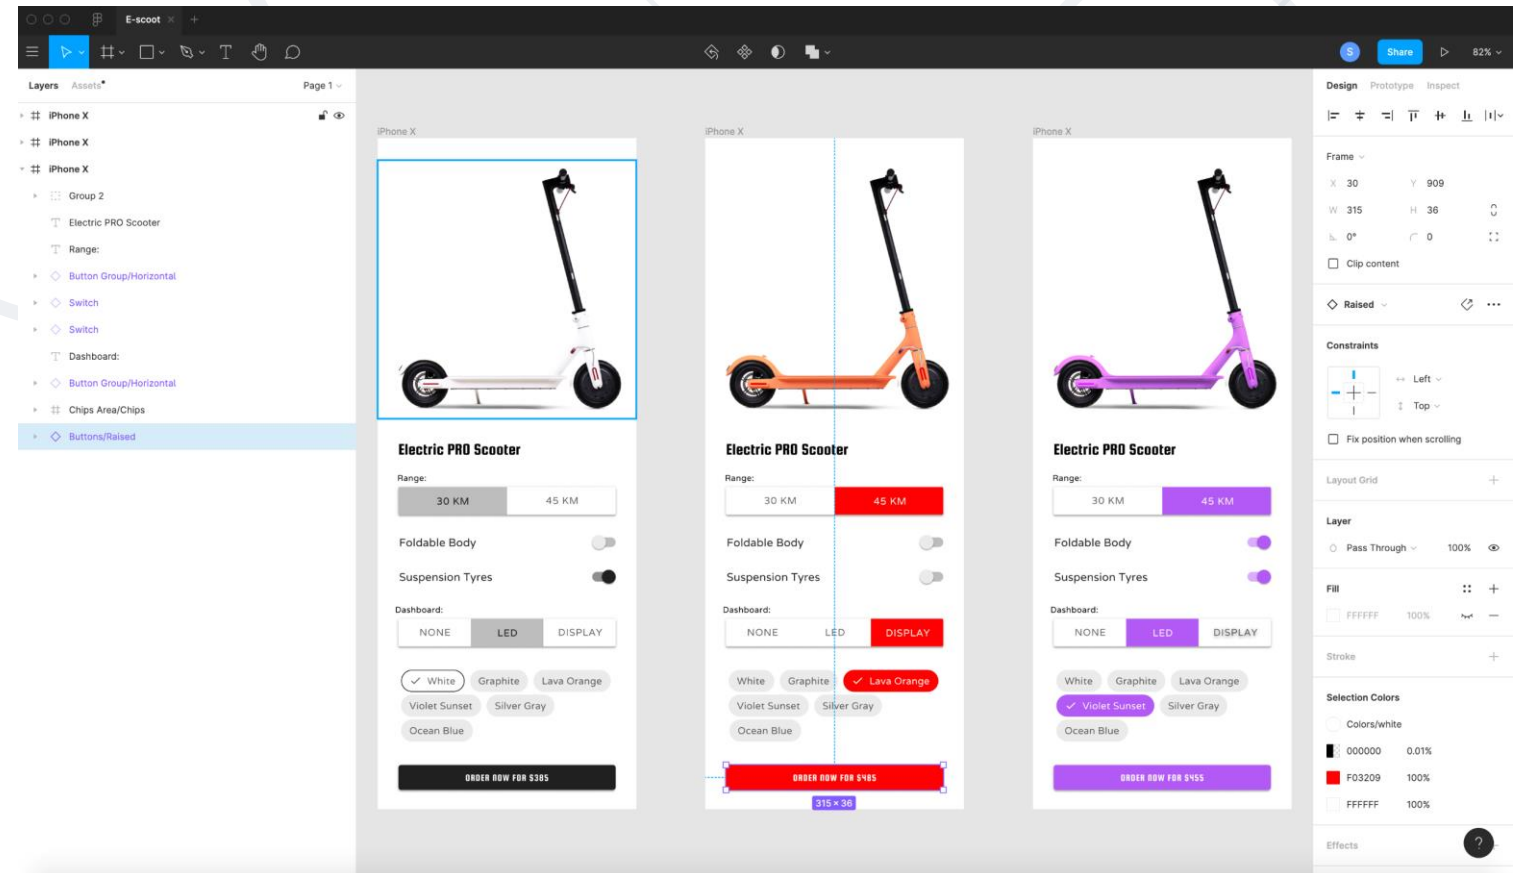 E-scoot
Share
82%
S
Layers Assets Page 1
iPhone X
iPhone X
iPhone X
Group 2
Electric PRO Scooter
Range:
Button Group/Horizontal
Switch
Switch
Dashboard:
Button Group/Horizontal
Chips Area/Chips
Buttons/Raised
iPhone X
Electric PRO Scooter
Range:
30 KM 45 KM
Foldable Body
Suspension Tyres
Dashboard:
NONE LED DISPLAY
White Graphite Lava Orange
Violet Sunset Silver Gray
Ocean Blue
ORDER NOW FOR $385
iPhone X
Electric PRO Scooter
Range:
30 KM 45 KM
Foldable Body
Suspension Tyres
Dashboard:
NONE LED DISPLAY
White Graphite Lava Orange
Violet Sunset Silver Gray
Ocean Blue
ORDER NOW FOR $485
315 × 36
iPhone X
Electric PRO Scooter
Range:
30 KM 45 KM
Foldable Body
Suspension Tyres
Dashboard:
NONE LED DISPLAY
White Graphite Lava Orange
Violet Sunset Silver Gray
Ocean Blue
ORDER NOW FOR $455
Design Prototype Inspect
Frame
X 30 Y 909
W 315 H 36
0° 0
Clip content
Raised
Constraints
Left
Top
Fix position when scrolling
Layout Grid
Layer
Pass Through 100%
Fill
FFFFFF 100%
Stroke
Selection Colors
Colors/white
000000 0.01%
F03209 100%
FFFFFF 100%
Effects
?